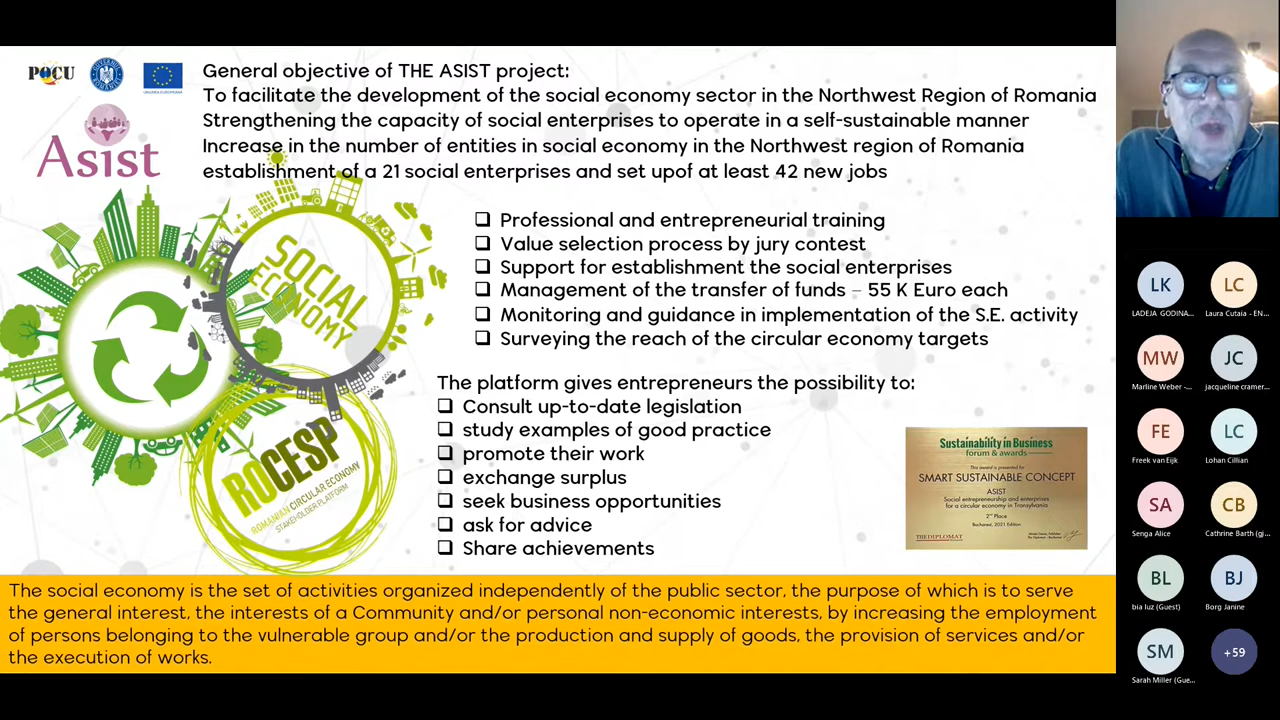 POCU
UNIUNEA EUROPEANĂ
Asist
General objective of THE ASIST project:
To facilitate the development of the social economy sector in the Northwest Region of Romania
Strengthening the capacity of social enterprises to operate in a self-sustainable manner
Increase in the number of entities in social economy in the Northwest region of Romania
establishment of a 21 social enterprises and set upof at least 42 new jobs
SOCIAL
ECONOMY
ROCESP
ROMANIAN CIRCULAR ECONOMY
STAKEHOLDER PLATFORM
❑ Professional and entrepreneurial training
❑ Value selection process by jury contest
❑ Support for establishment the social enterprises
❑ Management of the transfer of funds – 55 K Euro each
❑ Monitoring and guidance in implementation of the S.E. activity
❑ Surveying the reach of the circular economy targets
The platform gives entrepreneurs the possibility to:
❑ Consult up-to-date legislation
❑ study examples of good practice
❑ promote their work
❑ exchange surplus
❑ seek business opportunities
❑ ask for advice
❑ Share achievements
Sustainability in Business
forum & awards
This award is presented for
SMART SUSTAINABLE CONCEPT
ASIST
Social entrepreneurship and enterprises
for a circular economy in Transylvania
2nd Place
Bucharest, 2021 Edition
THE DIPLOMAT
The social economy is the set of activities organized independently of the public sector, the purpose of which is to serve
the general interest, the interests of a Community and/or personal non-economic interests, by increasing the employment
of persons belonging to the vulnerable group and/or the production and supply of goods, the provision of services and/or
the execution of works.
LK LC
LADEJA GODINA... Laura Cutaia - EN...
MW JC
Marline Weber -... jacqueline cramer...
FE LC
Freek van Eijk Lohan Cillian
SA CB
Senga Alice Cathrine Barth (gj...
BL BJ
bia luz (Guest) Borg Janine
SM +59
Sarah Miller (Gue...